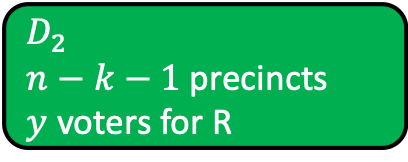 D₂
n − k − 1 precincts
y voters for R